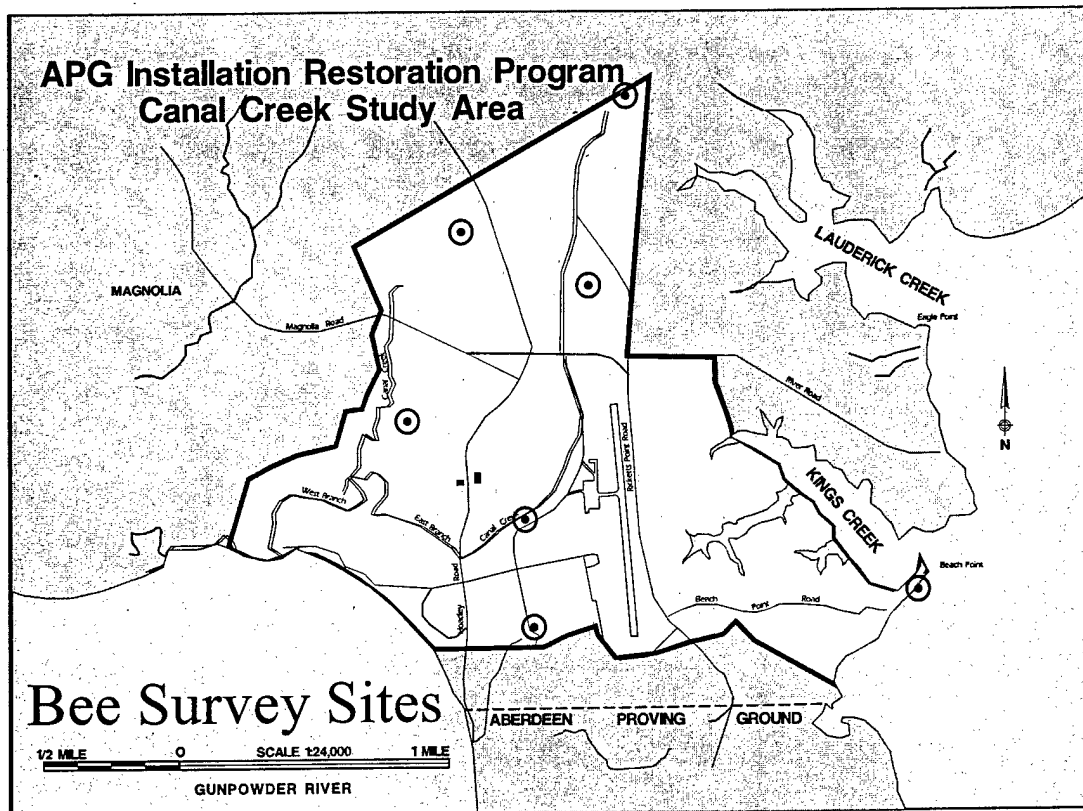 APG Installation Restoration Program
Canal Creek Study Area
LAUDERICK CREEK
MAGNOLIA
Eagle Point
Magnolia Road
Canal Creek
River Road
N
Ricketts Point Road
KINGS CREEK
West Branch
East Branch
Canal Creek
Beach Point
Hoadley Road
Beach Point Road
Bee Survey Sites
ABERDEEN PROVING GROUND
1/2 MILE 0 SCALE 1:24,000 1 MILE
GUNPOWDER RIVER